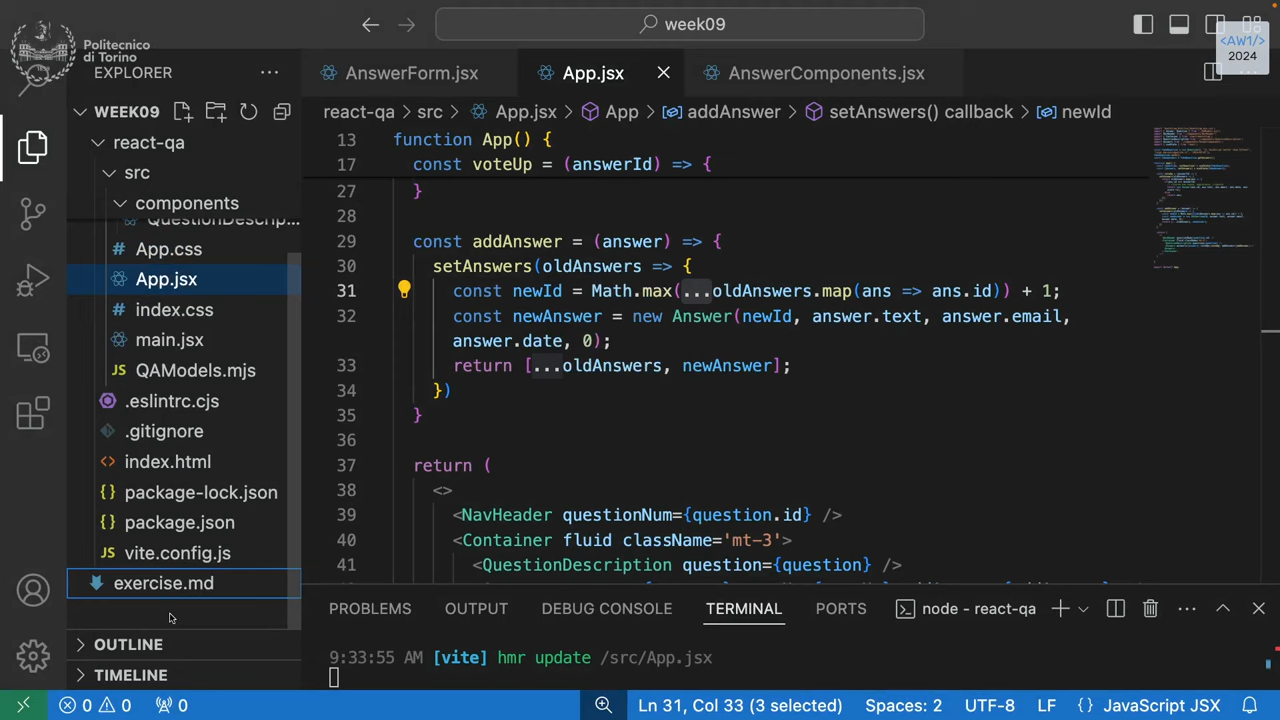 week09
Politecnico
di Torino
<AW1/>
2024
EXPLORER
AnswerForm.jsx
App.jsx
AnswerComponents.jsx
WEEK09
react-qa > src > App.jsx > App > addAnswer > setAnswers() callback > newId
react-qa
src
components
App.css
App.jsx
index.css
main.jsx
QAModels.mjs
.eslintrc.cjs
.gitignore
index.html
package-lock.json
package.json
vite.config.js
exercise.md
OUTLINE
TIMELINE
13 function App() {
17 const = (answerId) => {
27 }
28
29 const addAnswer = (answer) => {
30 setAnswers(oldAnswers => {
31 const newId = Math.max(...oldAnswers.map(ans => ans.id)) + 1;
32 const newAnswer = new Answer(newId, answer.text, answer.email,
answer.date, 0);
33 return [...oldAnswers, newAnswer];
34 })
35 }
36
37 return (
38 <>
39 <NavHeader questionNum={question.id} />
40 <Container fluid className='mt-3'>
41 <QuestionDescription question={question} />
PROBLEMS OUTPUT DEBUG CONSOLE TERMINAL PORTS node - react-qa
9:33:55 AM [vite] hmr update /src/App.jsx
0 0 0 Ln 31, Col 33 (3 selected) Spaces: 2 UTF-8 LF {} JavaScript JSX